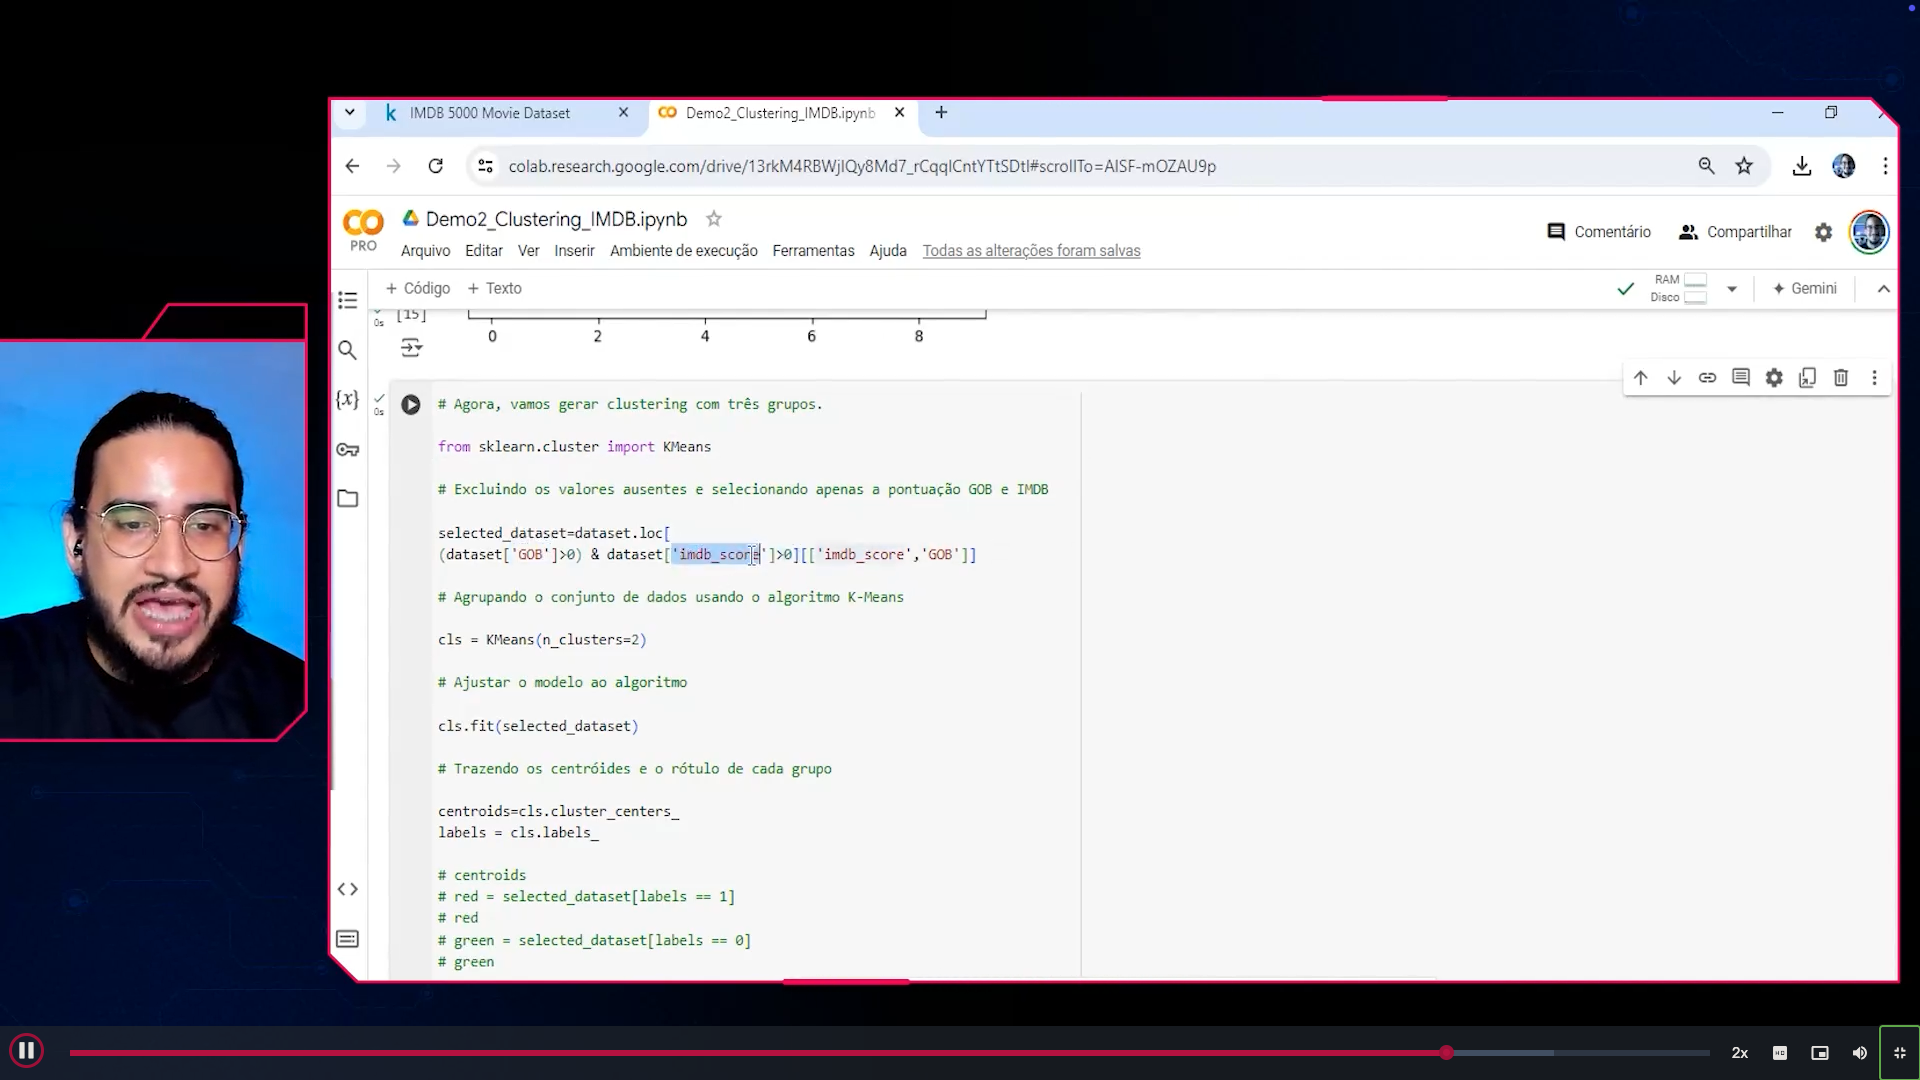 IMDB 5000 Movie Dataset
Demo2_Clustering_IMDB.ipynb
colab.research.google.com/drive/13rkM4RBWjIQy8Md7_rCqqICntYTtSDtI#scrollTo=AISF-mOZAU9p
CO
PRO
Demo2_Clustering_IMDB.ipynb
Comentário
Compartilhar
Arquivo Editar Ver Inserir Ambiente de execução Ferramentas Ajuda Todas as alterações foram salvas
+ Código + Texto
RAM
Disco
Gemini
0s
[15]
0 2 4 6 8
0s
# Agora, vamos gerar clustering com três grupos.
from sklearn.cluster import KMeans
# Excluindo os valores ausentes e selecionando apenas a pontuação GOB e IMDB
selected_dataset=dataset.loc[
(dataset['GOB']>0) & dataset['imdb_score']>0][['imdb_score','GOB']]
# Agrupando o conjunto de dados usando o algoritmo K-Means
cls = KMeans(n_clusters=2)
# Ajustar o modelo ao algoritmo
cls.fit(selected_dataset)
# Trazendo os centróides e o rótulo de cada grupo
centroids=cls.cluster_centers_
labels = cls.labels_
# centroids
# red = selected_dataset[labels == 1]
# red
# green = selected_dataset[labels == 0]
# green
2x